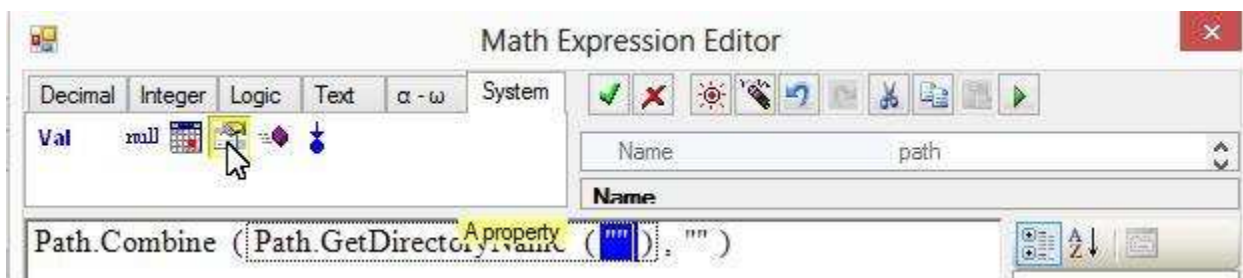 Math Expression Editor
Decimal Integer Logic Text α - ω System
Val null
Name path
Name
A property
Path.Combine ( Path.GetDirectoryName ( "" ) , "" )